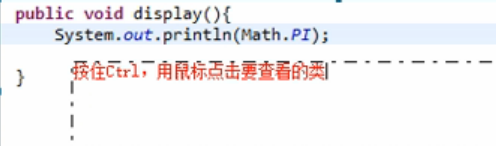 public void display(){
System.out.println(Math.PI);
按住Ctrl，用鼠标点击要查看的类
}